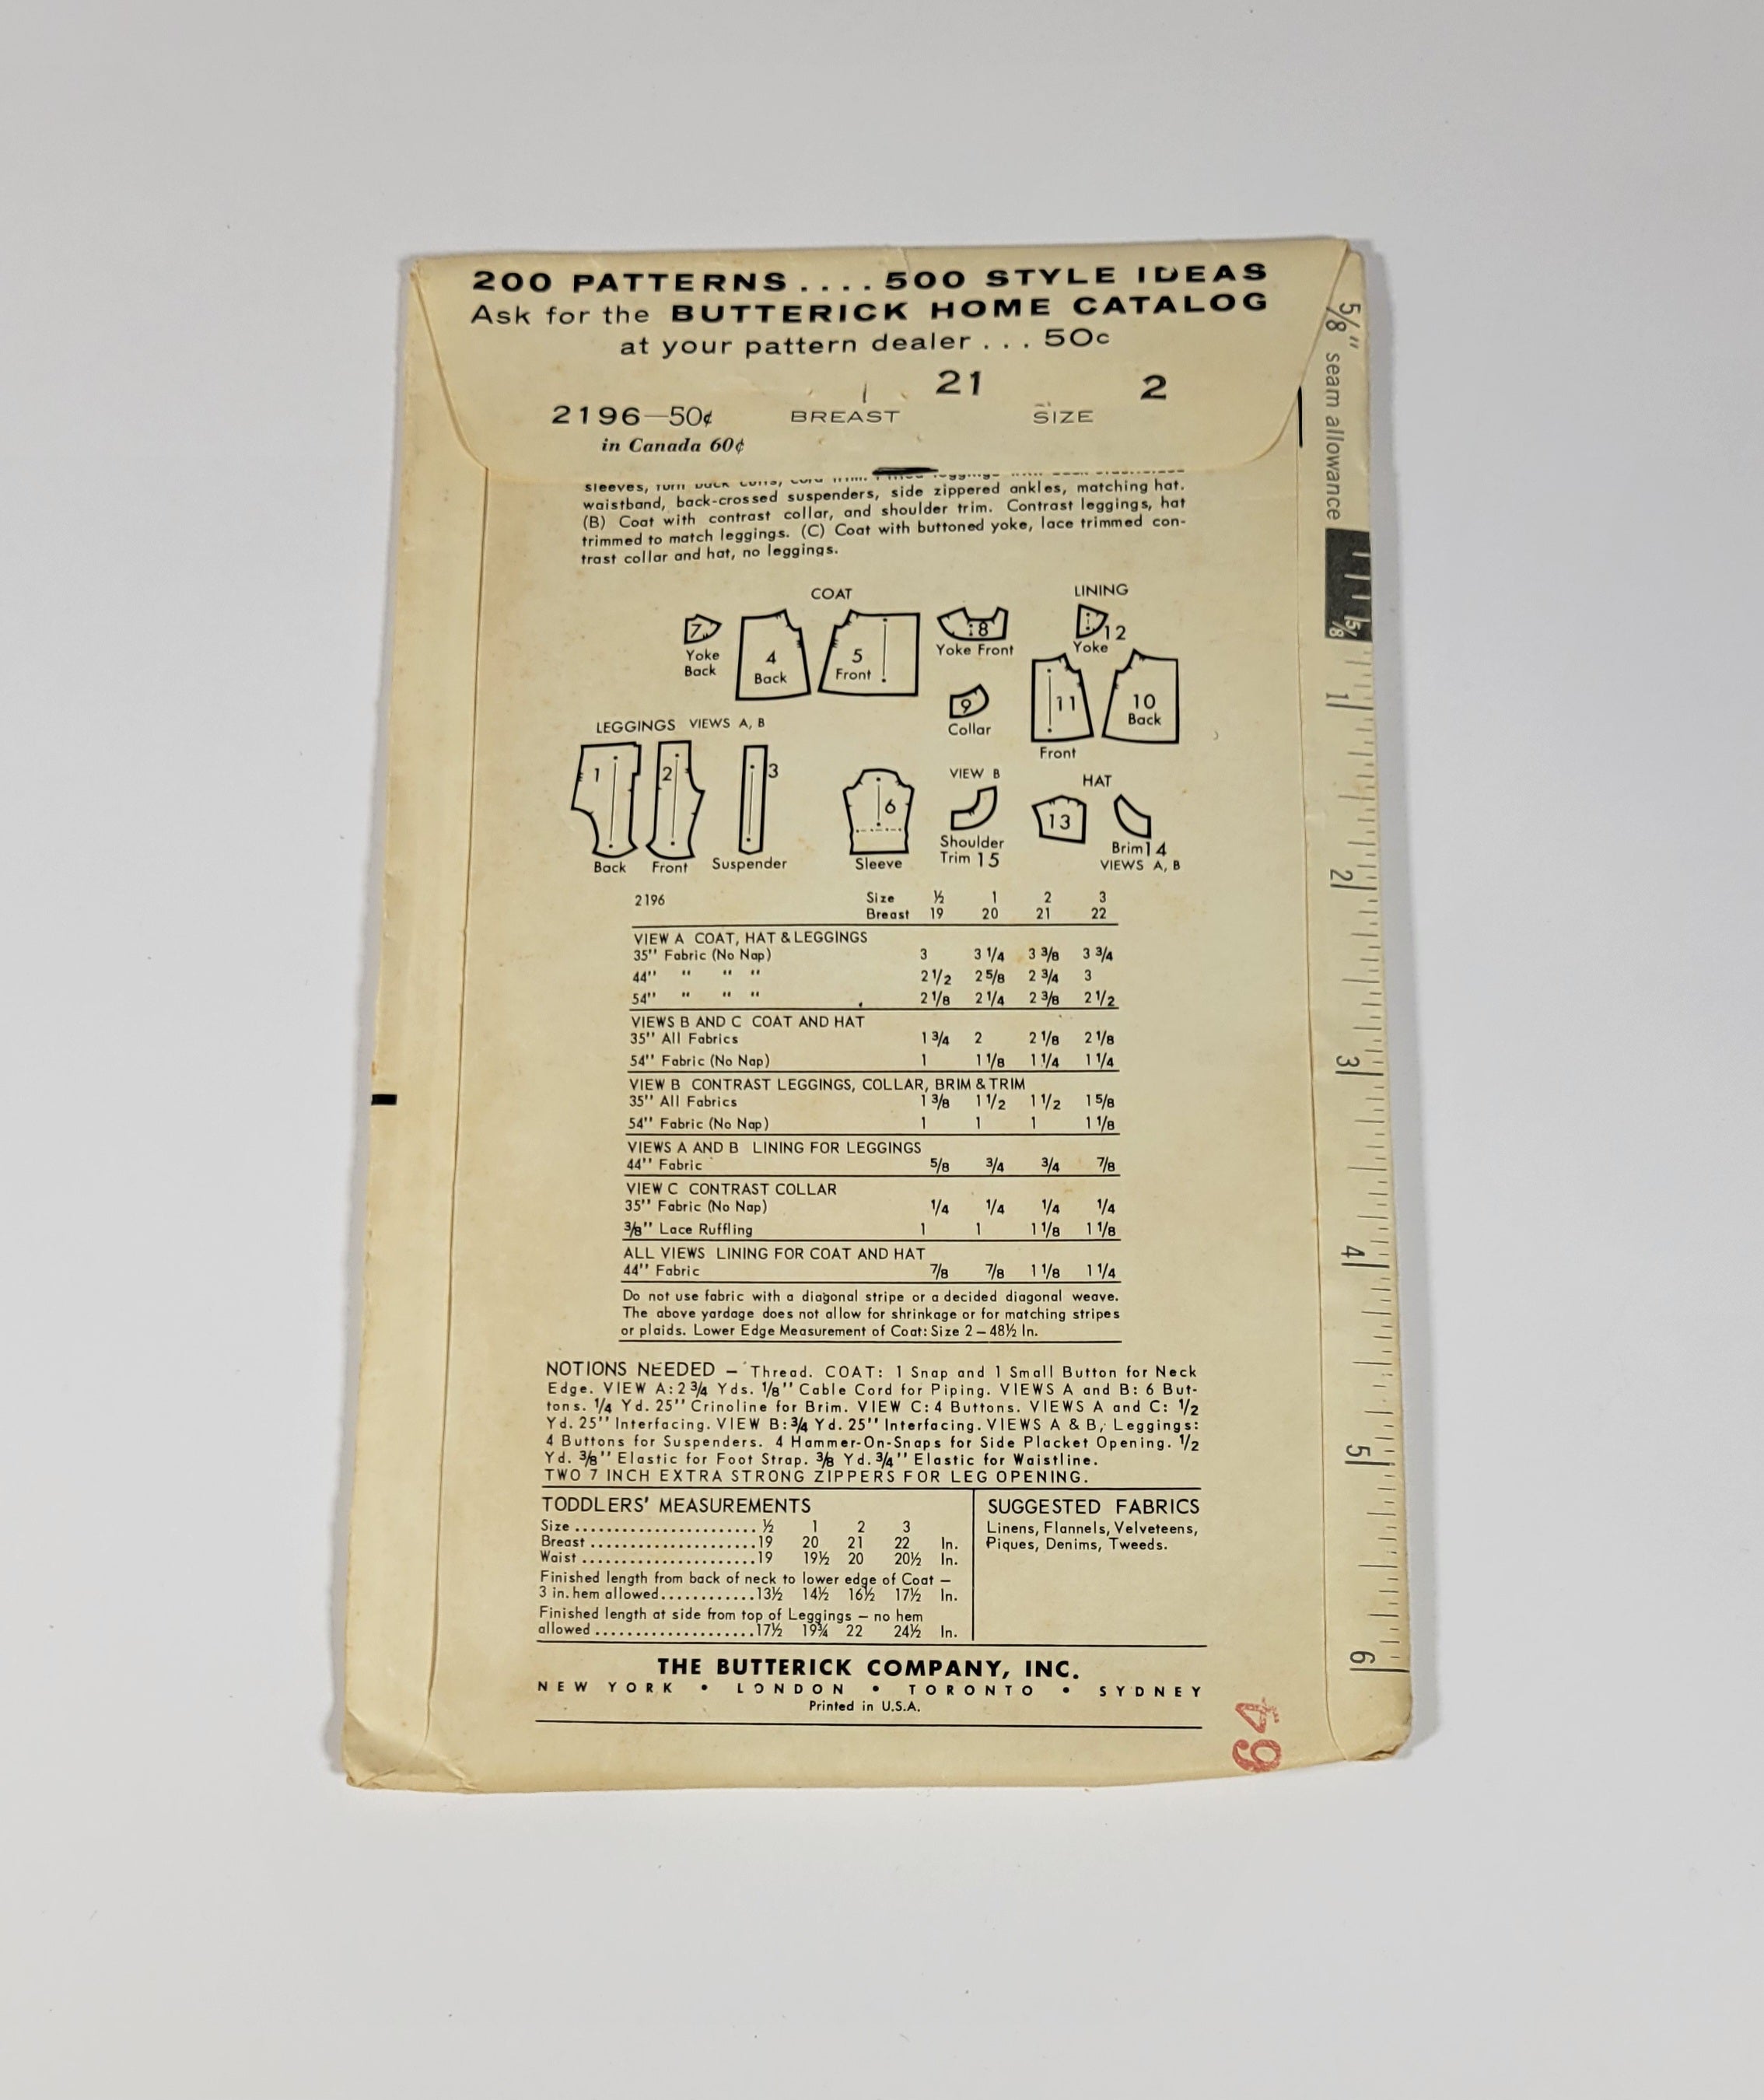 200 PATTERNS....500 STYLE IDEAS
Ask for the BUTTERICK HOME CATALOG
at your pattern dealer...50c
21 2
2196—50¢ BREAST SIZE
in Canada 60¢
sleeves, turn back cuffs,
waistband, back-crossed suspenders, side zippered ankles, matching hat.
(B) Coat with contrast collar, and shoulder trim. Contrast leggings, hat
trimmed to match leggings. (C) Coat with buttoned yoke, lace trimmed con-
trast collar and hat, no leggings.
COAT LINING
7 Yoke Back
4 Back
5 Front
8 Yoke Front
12 Yoke
9 Collar
11 Front
10 Back
LEGGINGS VIEWS A, B
1 Back
2 Front
3 Suspender
6 Sleeve
VIEW B
Shoulder
Trim 15
HAT
13
Brim 14
VIEWS A, B
2196 Size ½ 1 2 3
Breast 19 20 21 22
VIEW A COAT, HAT & LEGGINGS
35" Fabric (No Nap) 3 3 1/4 3 3/8 3 3/4
44" " " " 2 1/2 2 5/8 2 3/4 3
54" " " " 2 1/8 2 1/4 2 3/8 2 1/2
VIEWS B AND C COAT AND HAT
35" All Fabrics 1 3/4 2 2 1/8 2 1/8
54" Fabric (No Nap) 1 1 1/8 1 1/4 1 1/4
VIEW B CONTRAST LEGGINGS, COLLAR, BRIM & TRIM
35" All Fabrics 1 3/8 1 1/2 1 1/2 1 5/8
54" Fabric (No Nap) 1 1 1 1 1/8
VIEWS A AND B LINING FOR LEGGINGS
44" Fabric 5/8 3/4 3/4 7/8
VIEW C CONTRAST COLLAR
35" Fabric (No Nap) 1/4 1/4 1/4 1/4
3/8" Lace Ruffling 1 1 1 1/8 1 1/8
ALL VIEWS LINING FOR COAT AND HAT
44" Fabric 7/8 7/8 1 1/8 1 1/4
Do not use fabric with a diagonal stripe or a decided diagonal weave.
The above yardage does not allow for shrinkage or for matching stripes
or plaids. Lower Edge Measurement of Coat: Size 2 – 48½ In.
NOTIONS NEEDED — Thread. COAT: 1 Snap and 1 Small Button for Neck
Edge. VIEW A: 2 3/4 Yds. 1/8" Cable Cord for Piping. VIEWS A and B: 6 But-
tons. 1/4 Yd. 25" Crinoline for Brim. VIEW C: 4 Buttons. VIEWS A and C: 1/2
Yd. 25" Interfacing. VIEW B: 3/4 Yd. 25" Interfacing. VIEWS A & B, Leggings:
4 Buttons for Suspenders. 4 Hammer-On-Snaps for Side Placket Opening. 1/2
Yd. 3/8" Elastic for Foot Strap. 3/8 Yd. 3/4" Elastic for Waistline.
TWO 7 INCH EXTRA STRONG ZIPPERS FOR LEG OPENING.
TODDLERS' MEASUREMENTS
Size ........................ ½ 1 2 3
Breast ..................... 19 20 21 22 In.
Waist ...................... 19 19½ 20 20½ In.
Finished length from back of neck to lower edge of Coat —
3 in. hem allowed............ 13½ 14½ 16½ 17½ In.
Finished length at side from top of Leggings – no hem
allowed .................... 17½ 19¾ 22 24½ In.
SUGGESTED FABRICS
Linens, Flannels, Velveteens,
Piques, Denims, Tweeds.
THE BUTTERICK COMPANY, INC.
NEW YORK • LONDON • TORONTO • SYDNEY
Printed in U.S.A.
64
5/8" seam allowance
5/8
1
2
3
4
5
6